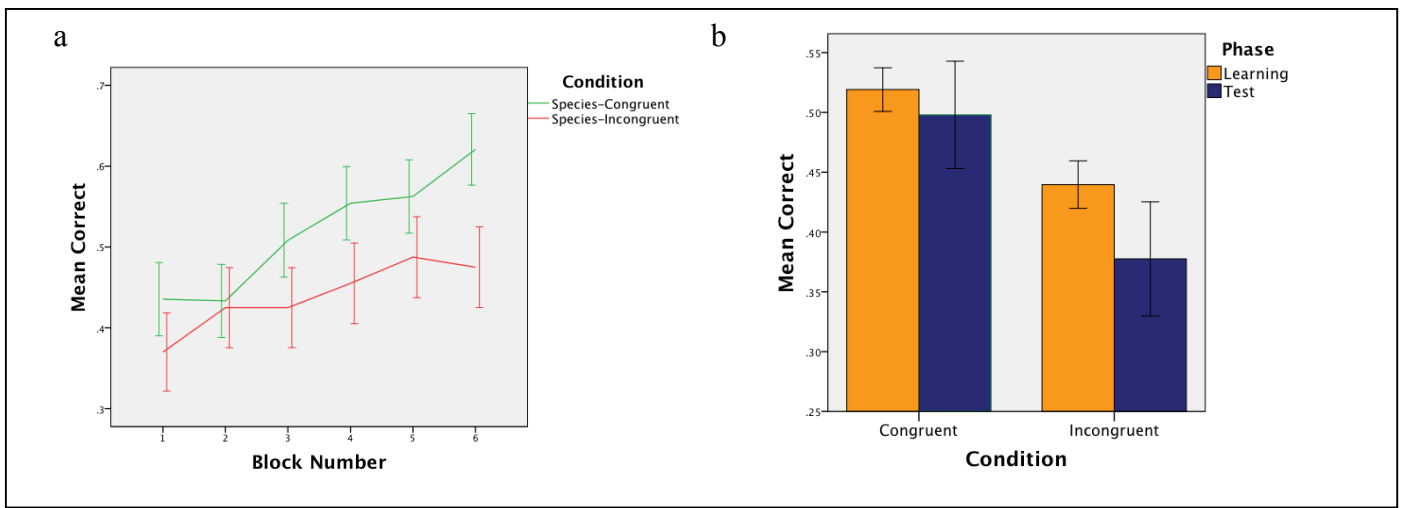 a
Mean Correct
.7
.6
.5
.4
.3
1 2 3 4 5 6
Block Number
Condition
Species-Congruent
Species-Incongruent
b
Mean Correct
.55
.50
.45
.40
.35
.30
.25
Congruent Incongruent
Condition
Phase
Learning
Test